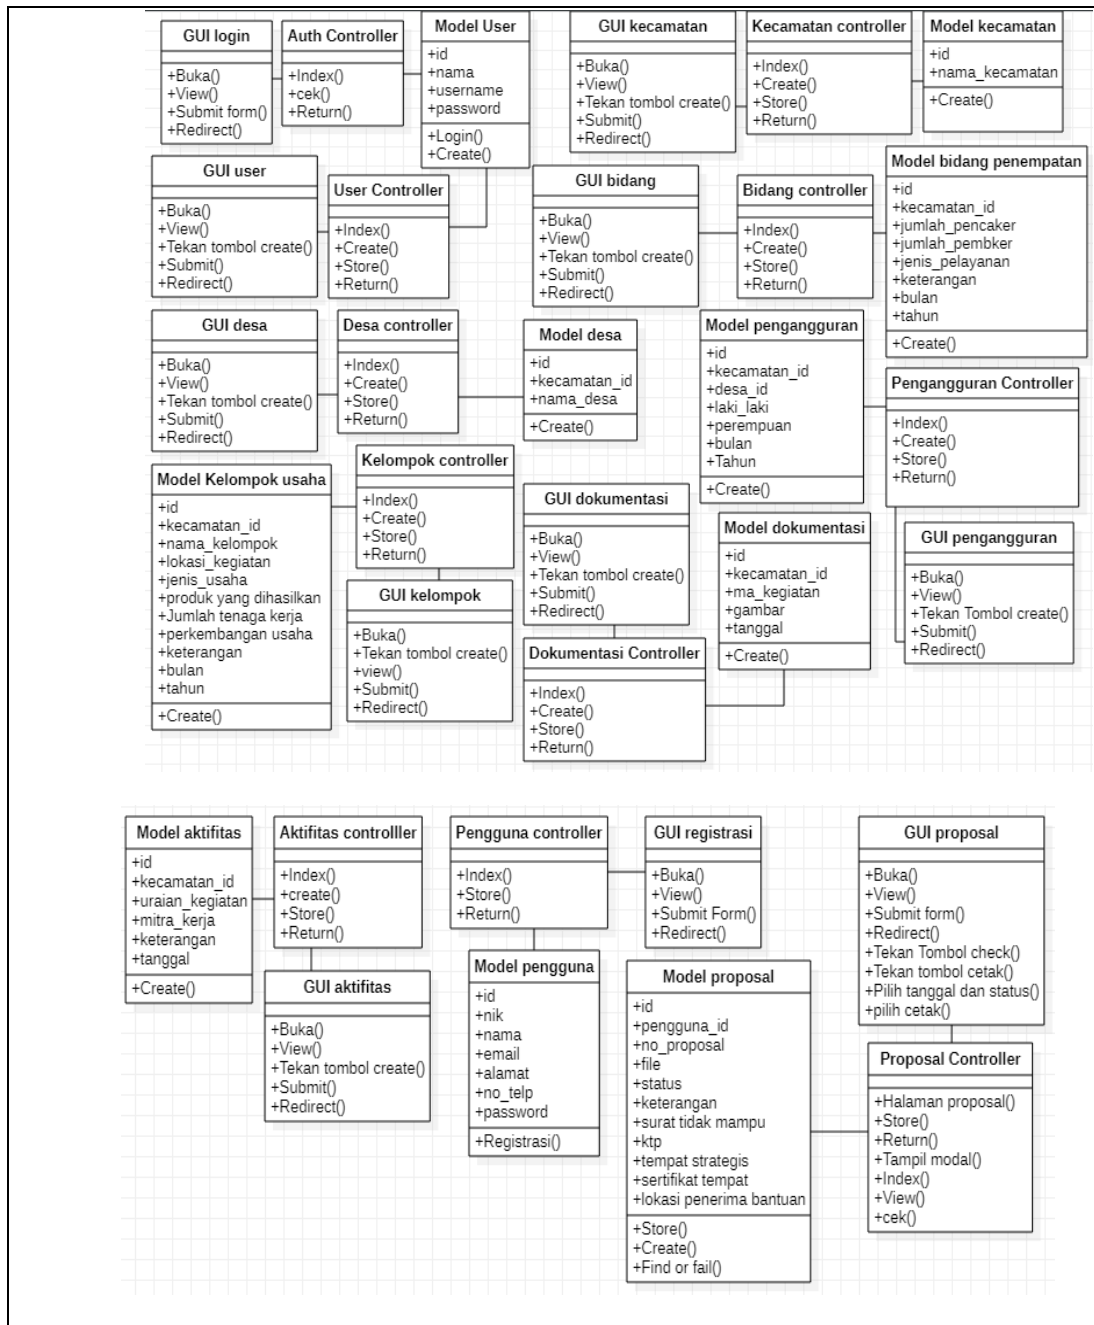 GUI login
+Buka()
+View()
+Submit form()
+Redirect()
Auth Controller
+Index()
+cek()
+Return()
Model User
+id
+nama
+username
+password
+Login()
+Create()
GUI kecamatan
+Buka()
+View()
+Tekan tombol create()
+Submit()
+Redirect()
Kecamatan controller
+Index()
+Create()
+Store()
+Return()
Model kecamatan
+id
+nama_kecamatan
+Create()
GUI user
+Buka()
+View()
+Tekan tombol create()
+Submit()
+Redirect()
User Controller
+Index()
+Create()
+Store()
+Return()
GUI bidang
+Buka()
+View()
+Tekan tombol create()
+Submit()
+Redirect()
Bidang controller
+Index()
+Create()
+Store()
+Return()
Model bidang penempatan
+id
+kecamatan_id
+jumlah_pencaker
+jumlah_pembker
+jenis_pelayanan
+keterangan
+bulan
+tahun
+Create()
GUI desa
+Buka()
+View()
+Tekan tombol create()
+Submit()
+Redirect()
Desa controller
+Index()
+Create()
+Store()
+Return()
Model desa
+id
+kecamatan_id
+nama_desa
+Create()
Model pengangguran
+id
+kecamatan_id
+desa_id
+laki_laki
+perempuan
+bulan
+Tahun
+Create()
Pengangguran Controller
+Index()
+Create()
+Store()
+Return()
Model Kelompok usaha
+id
+kecamatan_id
+nama_kelompok
+lokasi_kegiatan
+jenis_usaha
+produk yang dihasilkan
+Jumlah tenaga kerja
+perkembangan usaha
+keterangan
+bulan
+tahun
+Create()
Kelompok controller
+Index()
+Create()
+Store()
+Return()
GUI kelompok
+Buka()
+Tekan tombol create()
+view()
+Submit()
+Redirect()
GUI dokumentasi
+Buka()
+View()
+Tekan tombol create()
+Submit()
+Redirect()
Dokumentasi Controller
+Index()
+Create()
+Store()
+Return()
Model dokumentasi
+id
+kecamatan_id
+ma_kegiatan
+gambar
+tanggal
+Create()
GUI pengangguran
+Buka()
+View()
+Tekan Tombol create()
+Submit()
+Redirect()
Model aktifitas
+id
+kecamatan_id
+uraian_kegiatan
+mitra_kerja
+keterangan
+tanggal
+Create()
Aktifitas controlller
+Index()
+create()
+Store()
+Return()
GUI aktifitas
+Buka()
+View()
+Tekan tombol create()
+Submit()
+Redirect()
Pengguna controller
+Index()
+Store()
+Return()
GUI registrasi
+Buka()
+View()
+Submit Form()
+Redirect()
Model pengguna
+id
+nik
+nama
+email
+alamat
+no_telp
+password
+Registrasi()
Model proposal
+id
+pengguna_id
+no_proposal
+file
+status
+keterangan
+surat tidak mampu
+ktp
+tempat strategis
+sertifikat tempat
+lokasi penerima bantuan
+Store()
+Create()
+Find or fail()
GUI proposal
+Buka()
+View()
+Submit form()
+Redirect()
+Tekan Tombol check()
+Tekan tombol cetak()
+Pilih tanggal dan status()
+pilih cetak()
Proposal Controller
+Halaman proposal()
+Store()
+Return()
+Tampil modal()
+Index()
+View()
+cek()